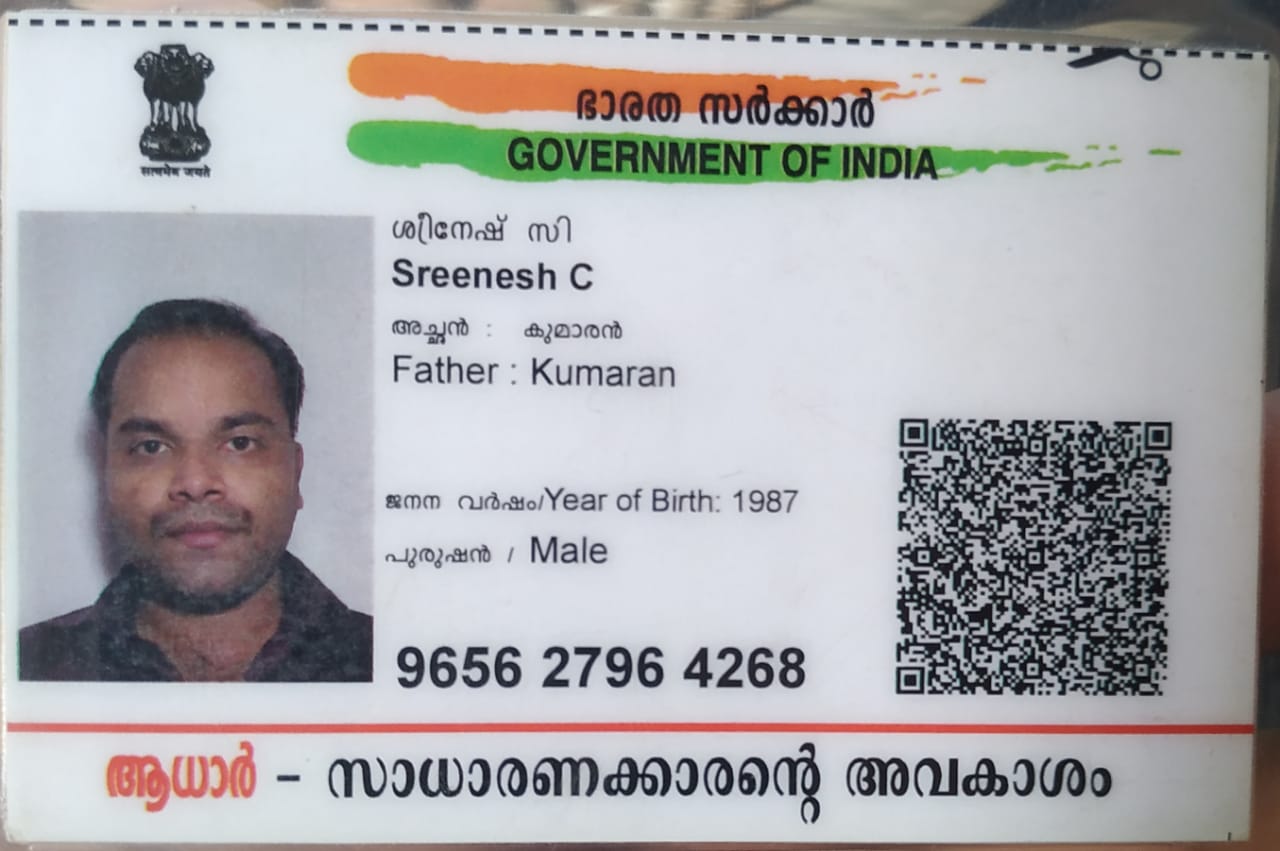 सत्यमेव जयते
ഭാരത സർക്കാർ
GOVERNMENT OF INDIA
ശ്രീനേഷ് സി
Sreenesh C
അച്ഛൻ : കുമാരൻ
Father : Kumaran
ജനന വർഷം/Year of Birth: 1987
പുരുഷൻ / Male
9656 2796 4268
ആധാർ – സാധാരണക്കാരന്റെ അവകാശം